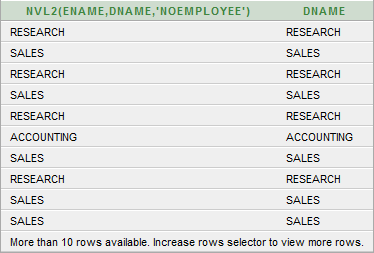 NVL2(ENAME,DNAME,'NOEMPLOYEE') DNAME
RESEARCH RESEARCH
SALES SALES
RESEARCH RESEARCH
SALES SALES
RESEARCH RESEARCH
ACCOUNTING ACCOUNTING
SALES SALES
RESEARCH RESEARCH
SALES SALES
SALES SALES
More than 10 rows available. Increase rows selector to view more rows.